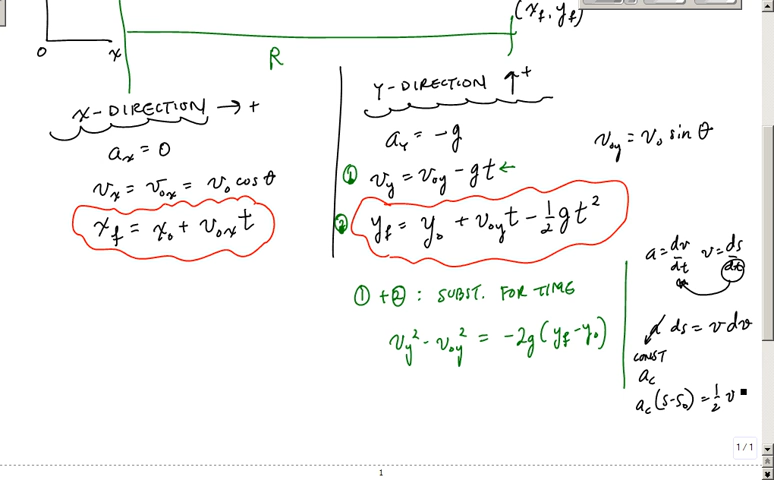 (x_f, y_f)
0 x
R
X-DIRECTION → +
a_x = 0
v_x = v_ox = v_o cos θ
x_f = x_o + v_ox t
Y-DIRECTION ↑+
a_y = -g
v_oy = v_o sin θ
① v_y = v_oy - gt ←
② y_f = y_o + v_oy t - 1/2 g t²
① + ② : SUBST. FOR TIME
v_y² - v_oy² = -2g (y_f - y_o)
a = dv/dt v = ds/dt
a ds = v dv
CONST
a_c
a_c (s-s_o) = 1/2 v
1 / 1
1